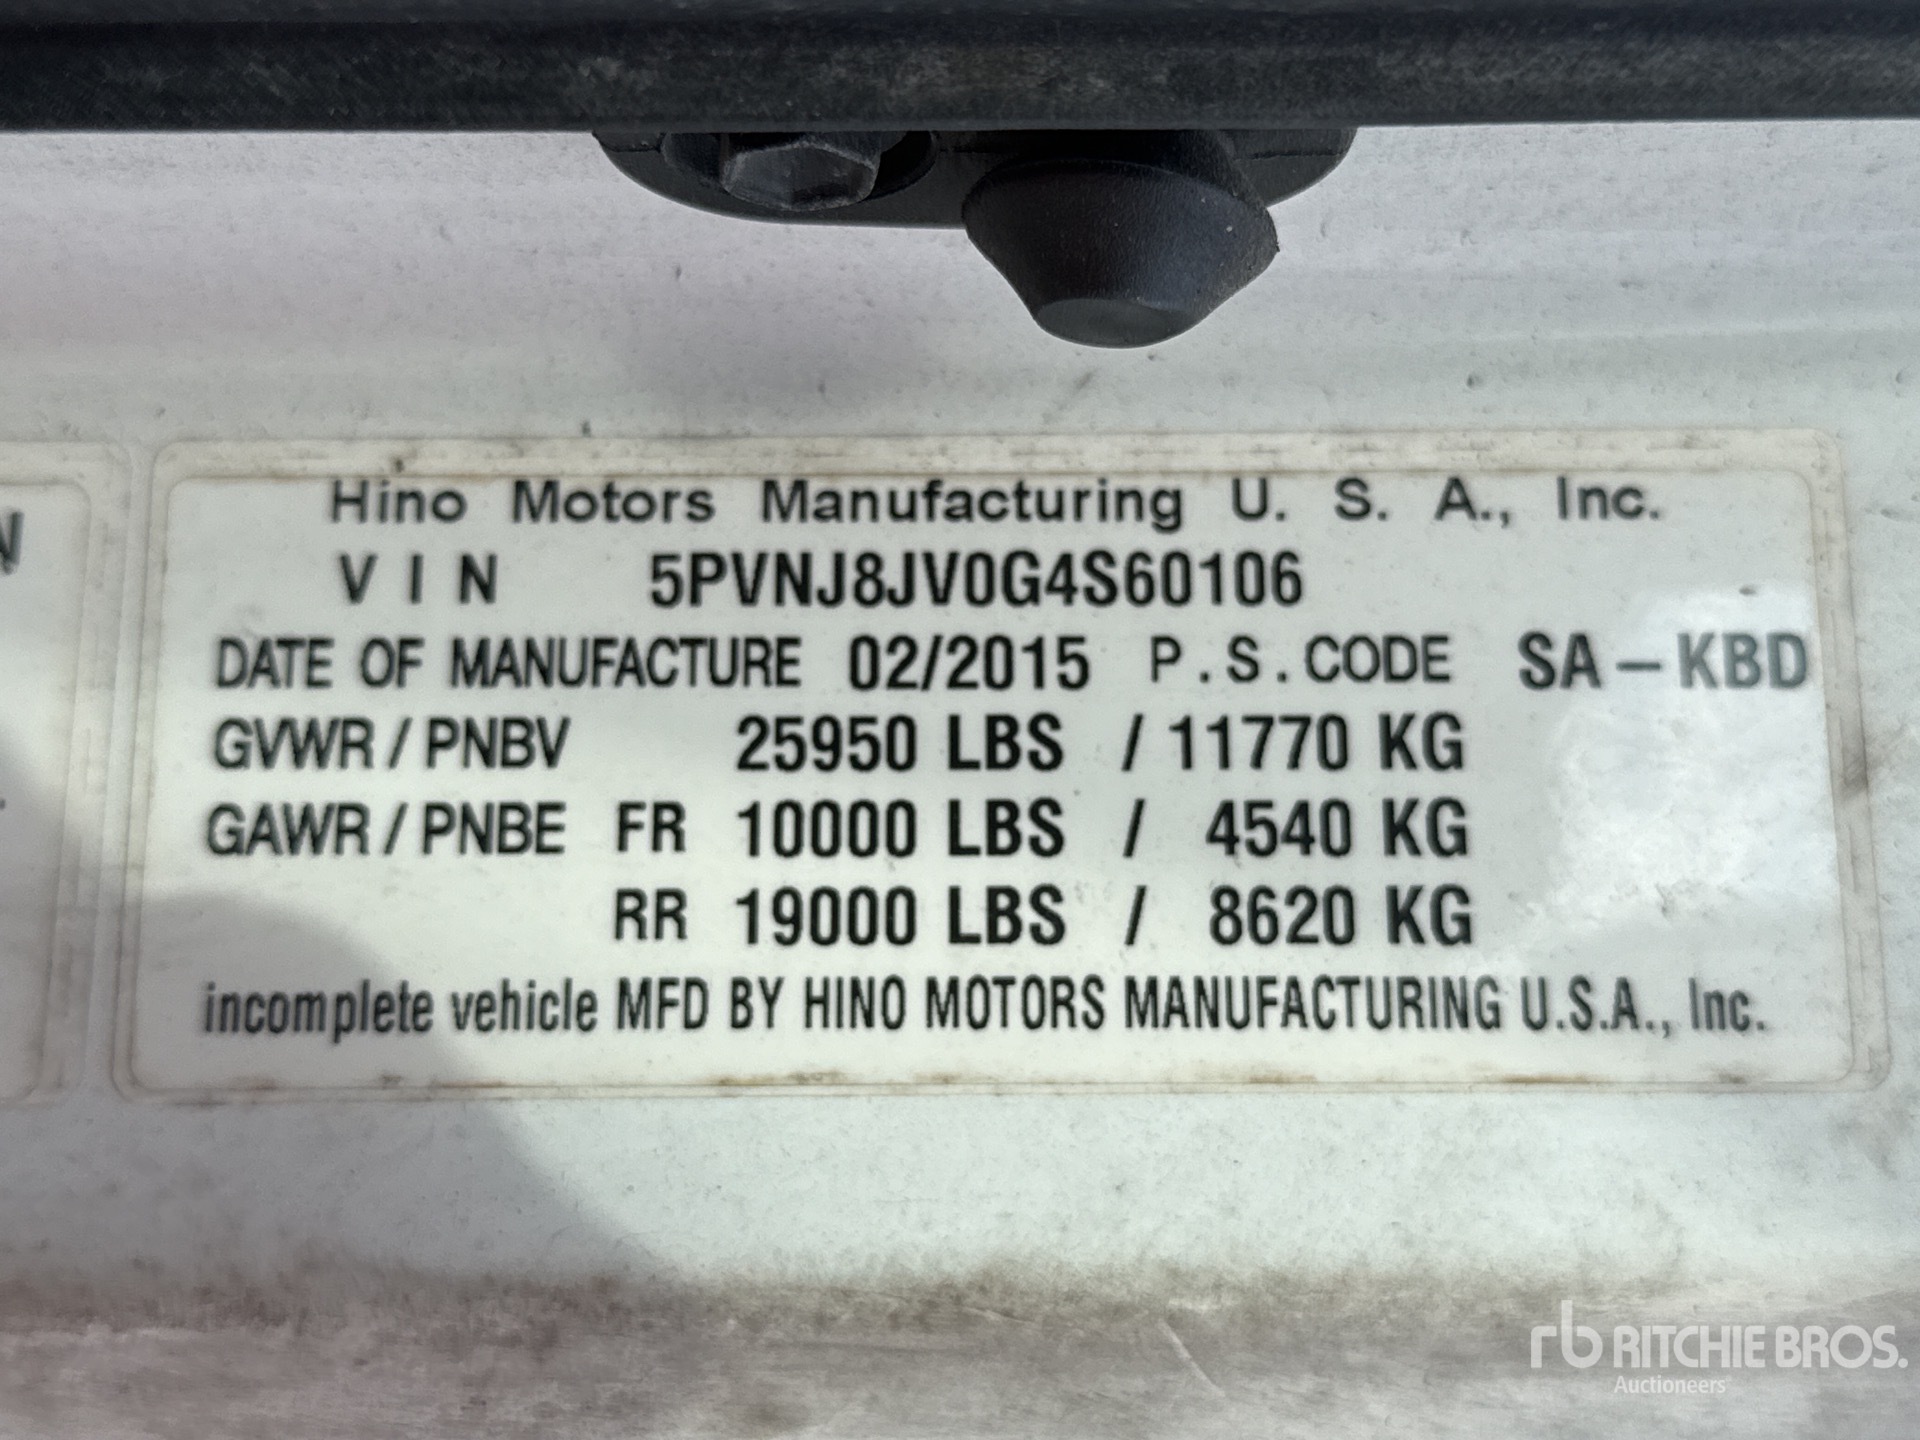 Hino Motors Manufacturing U. S. A., Inc.
VIN 5PVNJ8JV0G4S60106
DATE OF MANUFACTURE 02/2015 P.S.CODE SA-KBD
GVWR / PNBV 25950 LBS / 11770 KG
GAWR / PNBE FR 10000 LBS / 4540 KG
RR 19000 LBS / 8620 KG
incomplete vehicle MFD BY HINO MOTORS MANUFACTURING U.S.A., Inc.
N
rb RITCHIE BROS.
Auctioneers